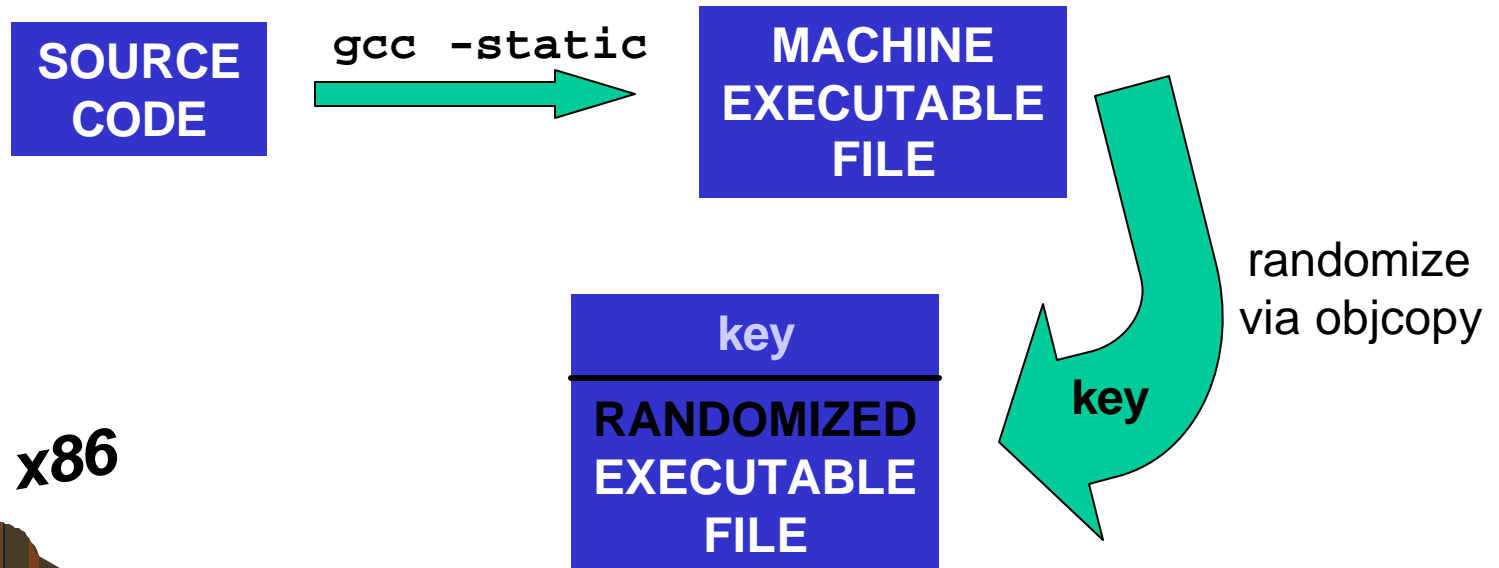 SOURCE
CODE
gcc -static
MACHINE
EXECUTABLE
FILE
randomize
via objcopy
key
key
RANDOMIZED
EXECUTABLE
FILE
x86